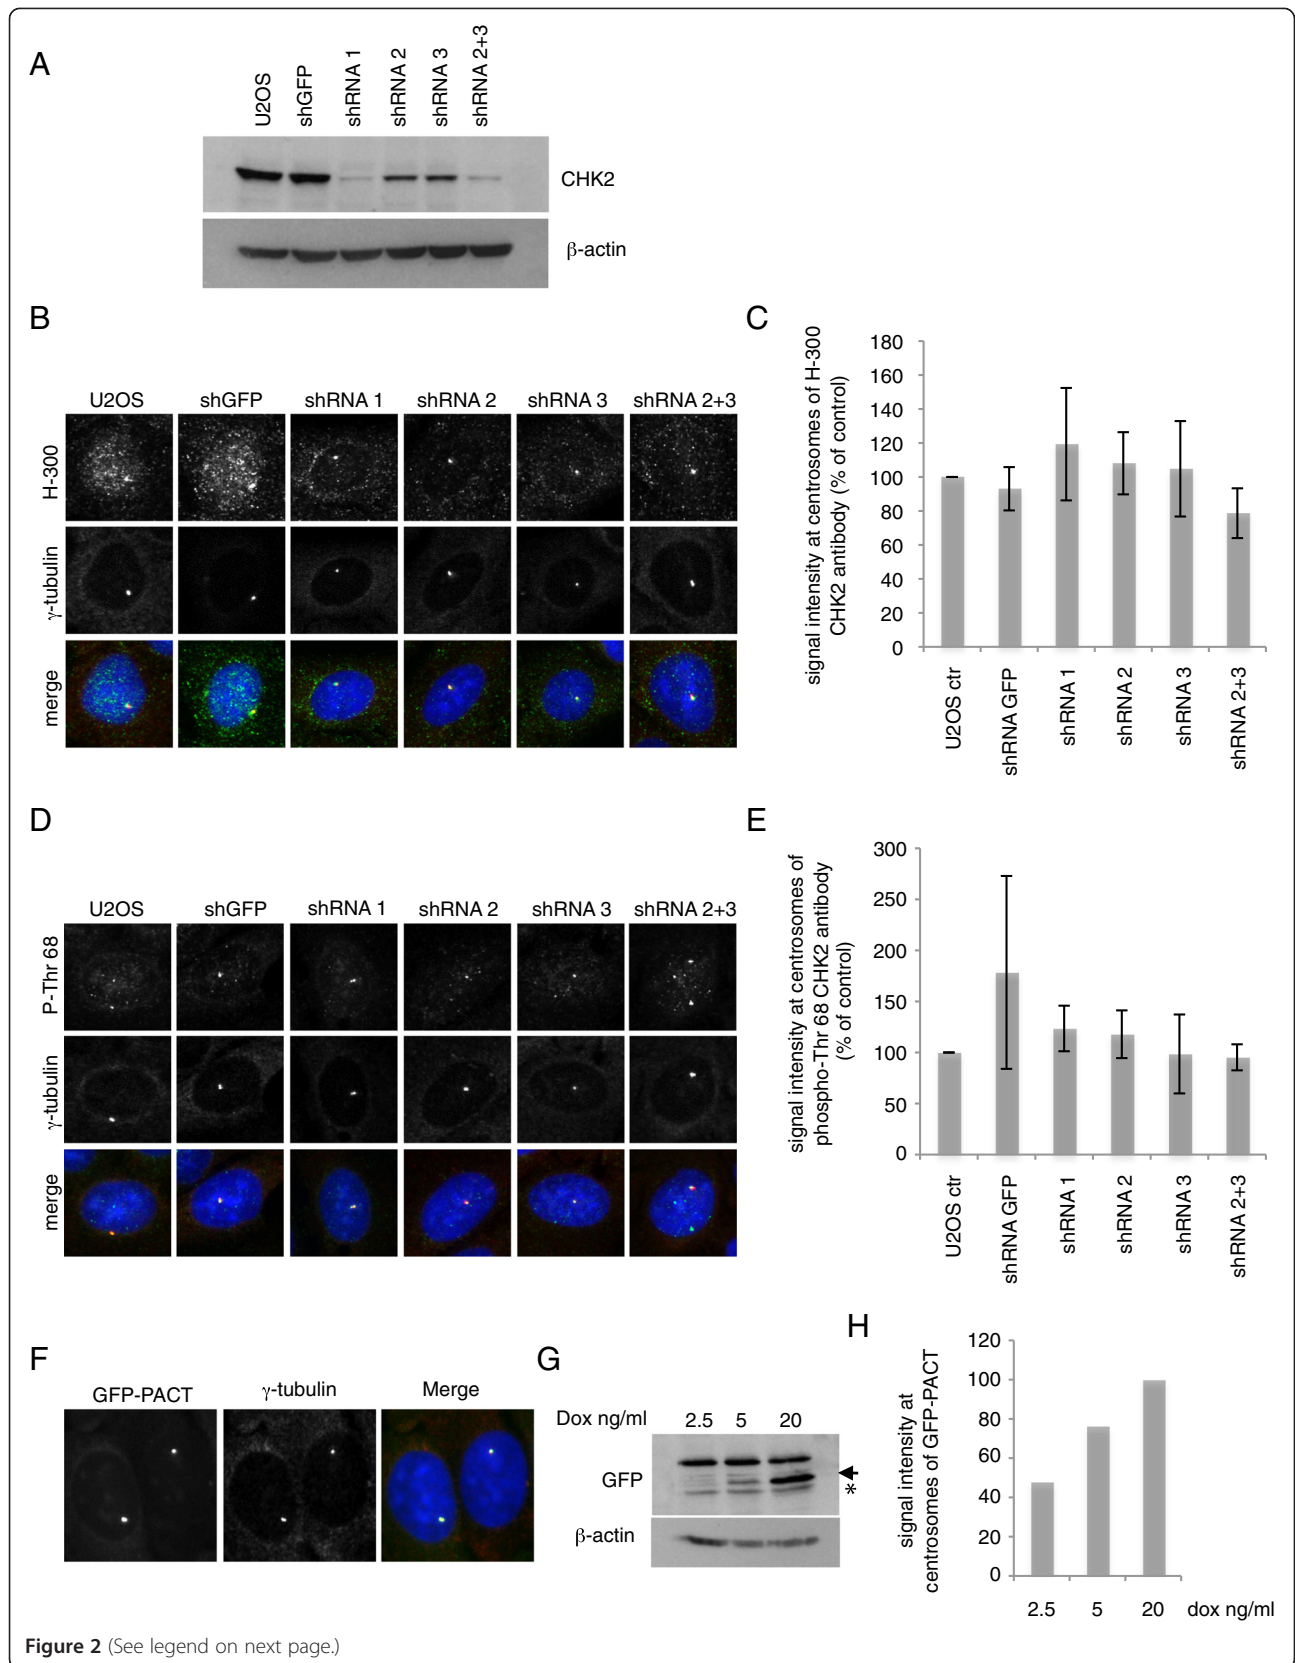 A
U2OS
shGFP
shRNA 1
shRNA 2
shRNA 3
shRNA 2+3
CHK2
β-actin
B
U2OS shGFP shRNA 1 shRNA 2 shRNA 3 shRNA 2+3
H-300
γ-tubulin
merge
C
signal intensity at centrosomes of H-300
CHK2 antibody (% of control)
180
160
140
120
100
80
60
40
20
0
U2OS ctr
shRNA GFP
shRNA 1
shRNA 2
shRNA 3
shRNA 2+3
D
U2OS shGFP shRNA 1 shRNA 2 shRNA 3 shRNA 2+3
P-Thr 68
γ-tubulin
merge
E
signal intensity at centrosomes of
phospho-Thr 68 CHK2 antibody
(% of control)
300
250
200
150
100
50
0
U2OS ctr
shRNA GFP
shRNA 1
shRNA 2
shRNA 3
shRNA 2+3
F
GFP-PACT γ-tubulin Merge
G
Dox ng/ml 2.5 5 20
GFP
*
β-actin
H
signal intensity at
centrosomes of GFP-PACT
120
100
80
60
40
20
0
2.5 5 20 dox ng/ml
Figure 2 (See legend on next page.)